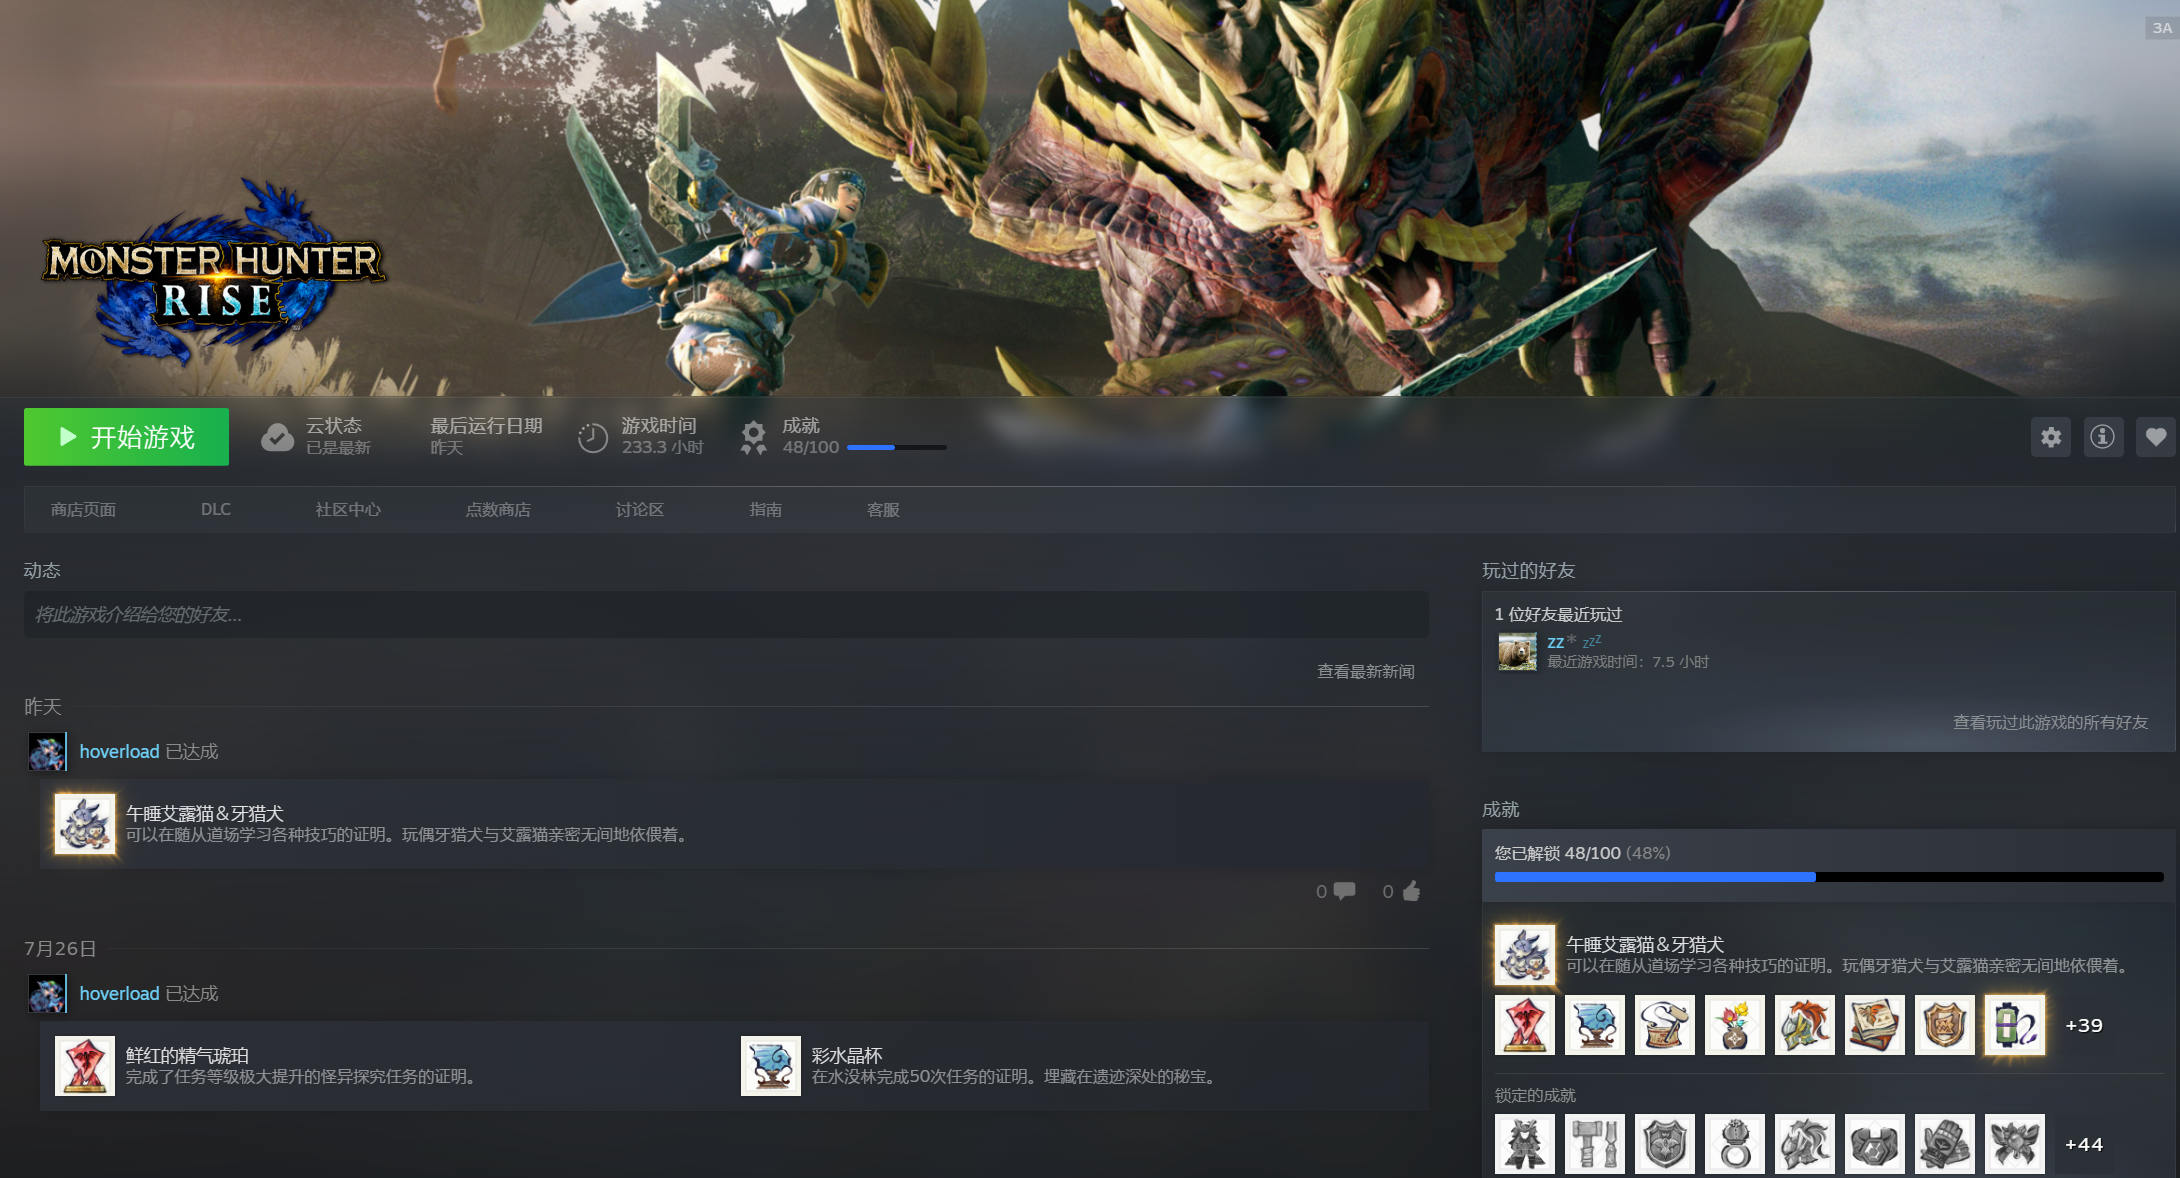 3A
MONSTER HUNTER
RISE
开始游戏
云状态
已是最新
最后运行日期
昨天
游戏时间
233.3 小时
成就
48/100
商店页面
DLC
社区中心
点数商店
讨论区
指南
客服
动态
将此游戏介绍给您的好友...
查看最新新闻
昨天
hoverload 已达成
午睡艾露猫&牙猎犬
可以在随从道场学习各种技巧的证明。玩偶牙猎犬与艾露猫亲密无间地依偎着。
0
0
7月26日
hoverload 已达成
鲜红的精气琥珀
完成了任务等级极大提升的怪异探究任务的证明。
彩水晶杯
在水没林完成50次任务的证明。埋藏在遗迹深处的秘宝。
玩过的好友
1 位好友最近玩过
zz * zzZ
最近游戏时间：7.5 小时
查看玩过此游戏的所有好友
成就
您已解锁 48/100 (48%)
午睡艾露猫&牙猎犬
可以在随从道场学习各种技巧的证明。玩偶牙猎犬与艾露猫亲密无间地依偎着。
+39
锁定的成就
+44